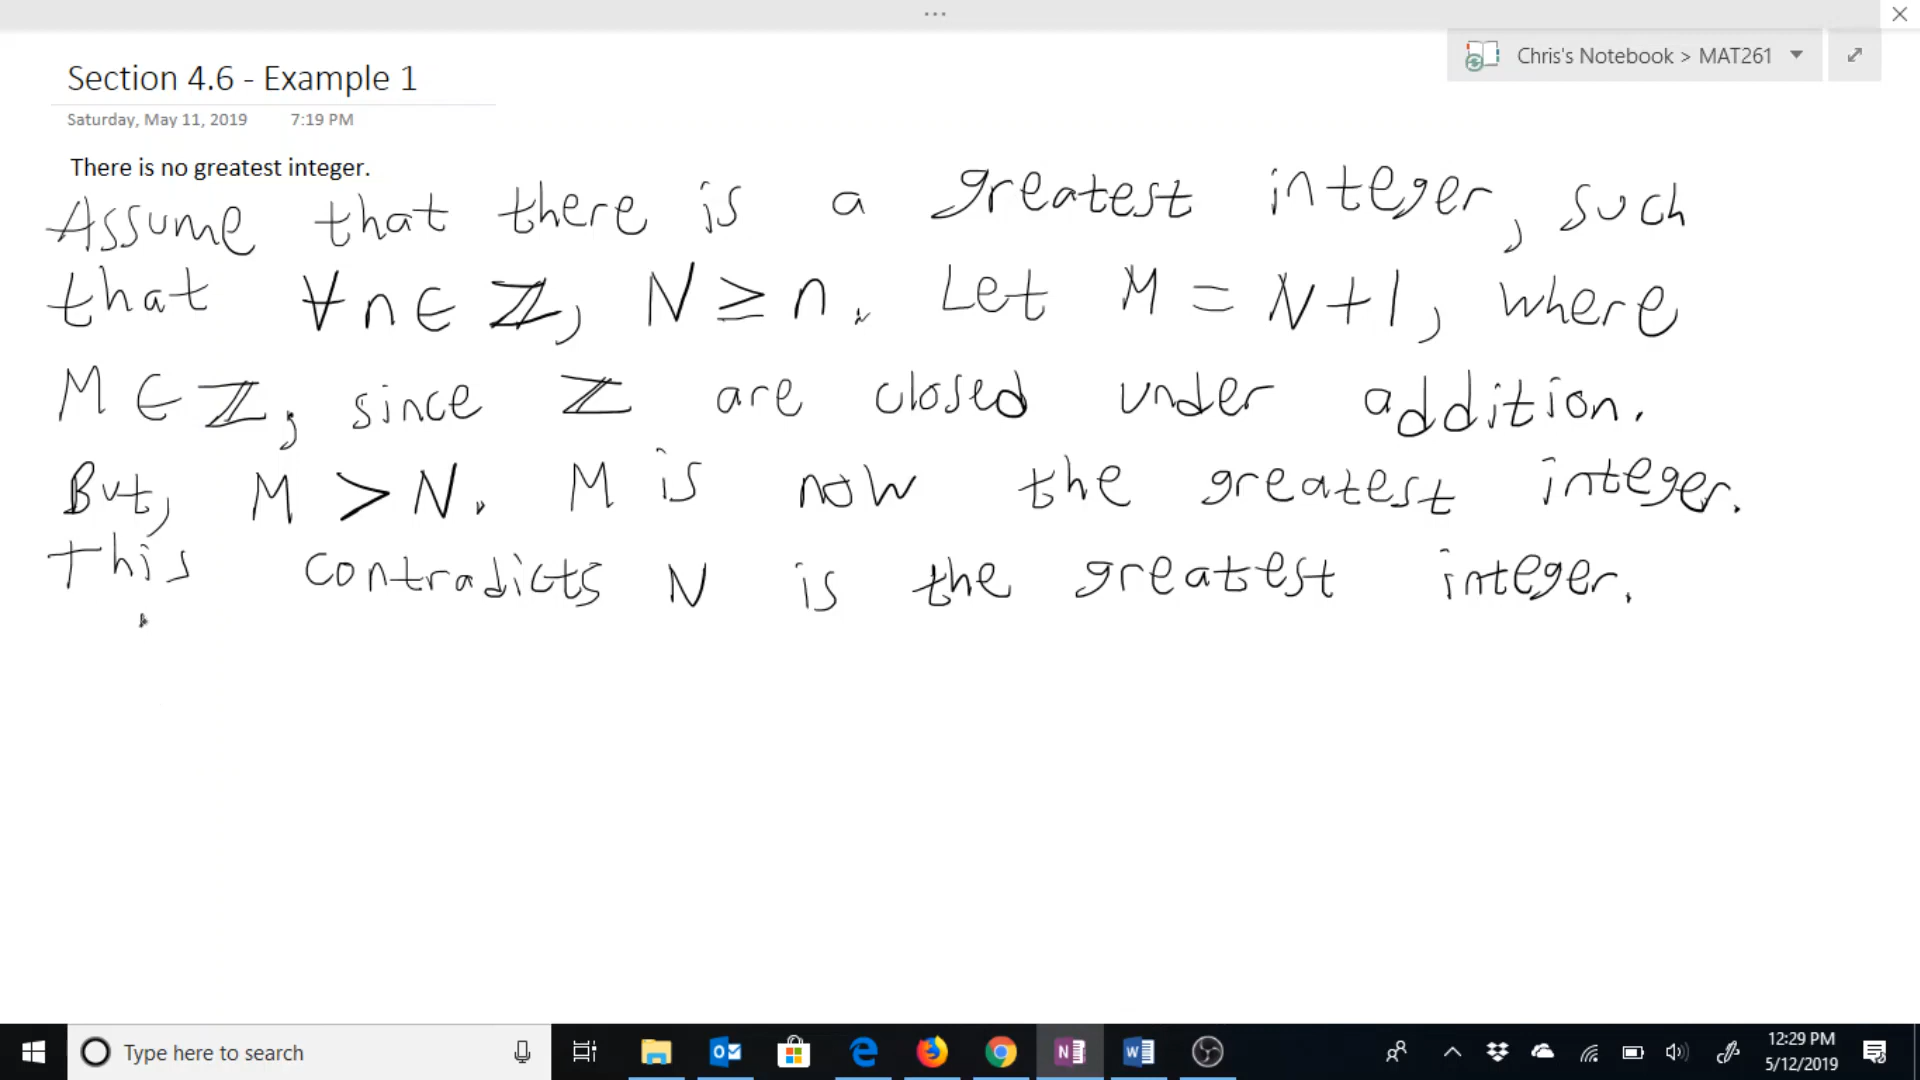 Chris's Notebook > MAT261
Section 4.6 - Example 1
Saturday, May 11, 2019 7:19 PM
There is no greatest integer.
Assume that there is a greatest integer, such
that ∀n∈ℤ, N≥n. Let M = N+1, where
M∈ℤ, since ℤ are closed under addition.
But, M > N. M is now the greatest integer.
This contradicts N is the greatest integer.
Type here to search
12:29 PM
5/12/2019